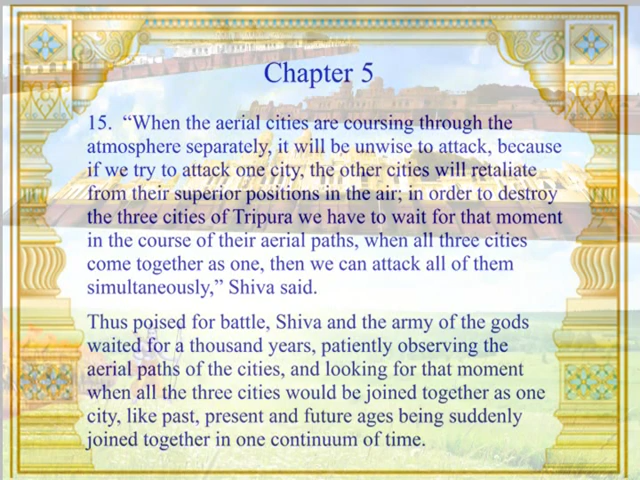 Chapter 5
15. “When the aerial cities are coursing through the
atmosphere separately, it will be unwise to attack, because
if we try to attack one city, the other cities will retaliate
from their superior positions in the air; in order to destroy
the three cities of Tripura we have to wait for that moment
in the course of their aerial paths, when all three cities
come together as one, then we can attack all of them
simultaneously,” Shiva said.
Thus poised for battle, Shiva and the army of the gods
waited for a thousand years, patiently observing the
aerial paths of the cities, and looking for that moment
when all the three cities would be joined together as one
city, like past, present and future ages being suddenly
joined together in one continuum of time.